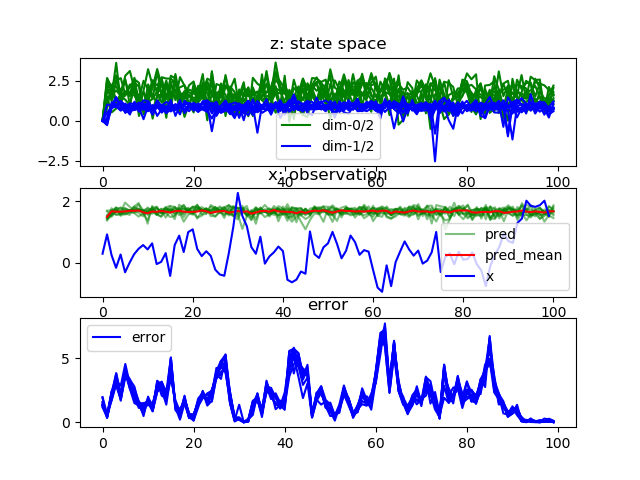 z: state space
2.5
0.0
−2.5
dim-0/2
dim-1/2
0 20 40 60 80 100
x: observation
2
0
pred
pred_mean
x
0 20 40 60 80 100
error
5
0
error
0 20 40 60 80 100